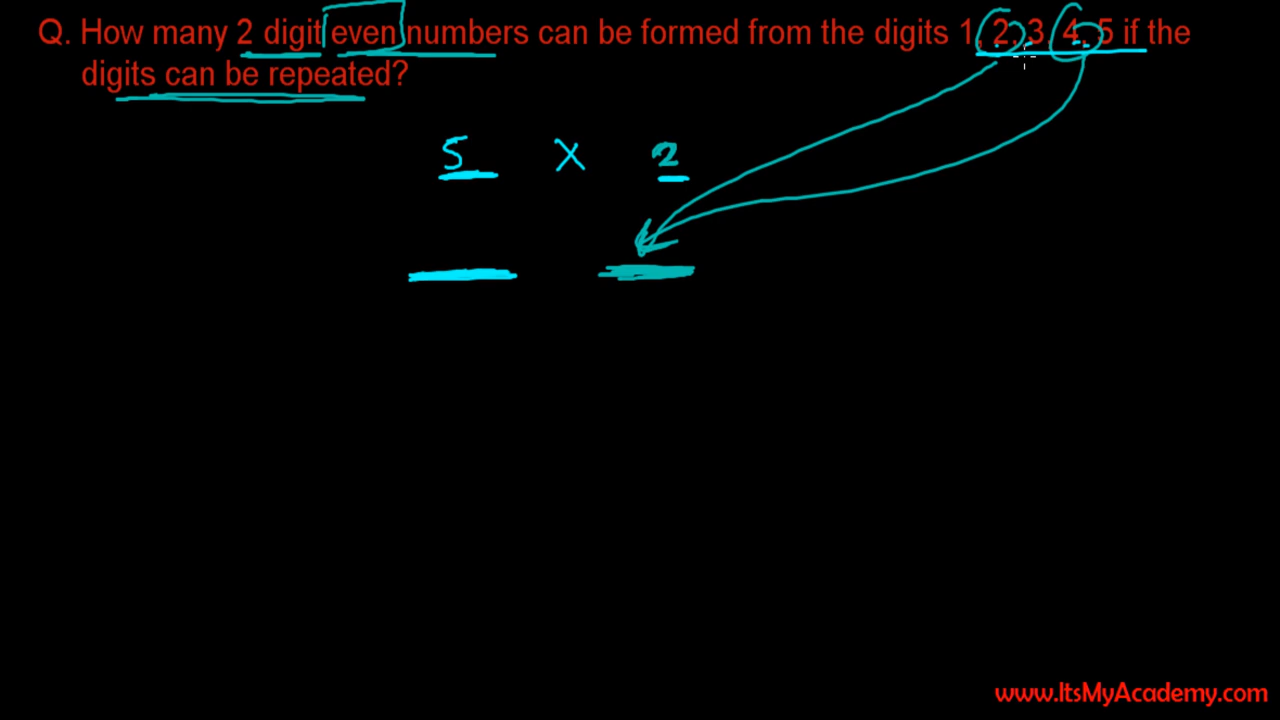 Q. How many 2 digit even numbers can be formed from the digits 1, 2, 3, 4, 5 if the
digits can be repeated?
5 X 2
www.ItsMyAcademy.com